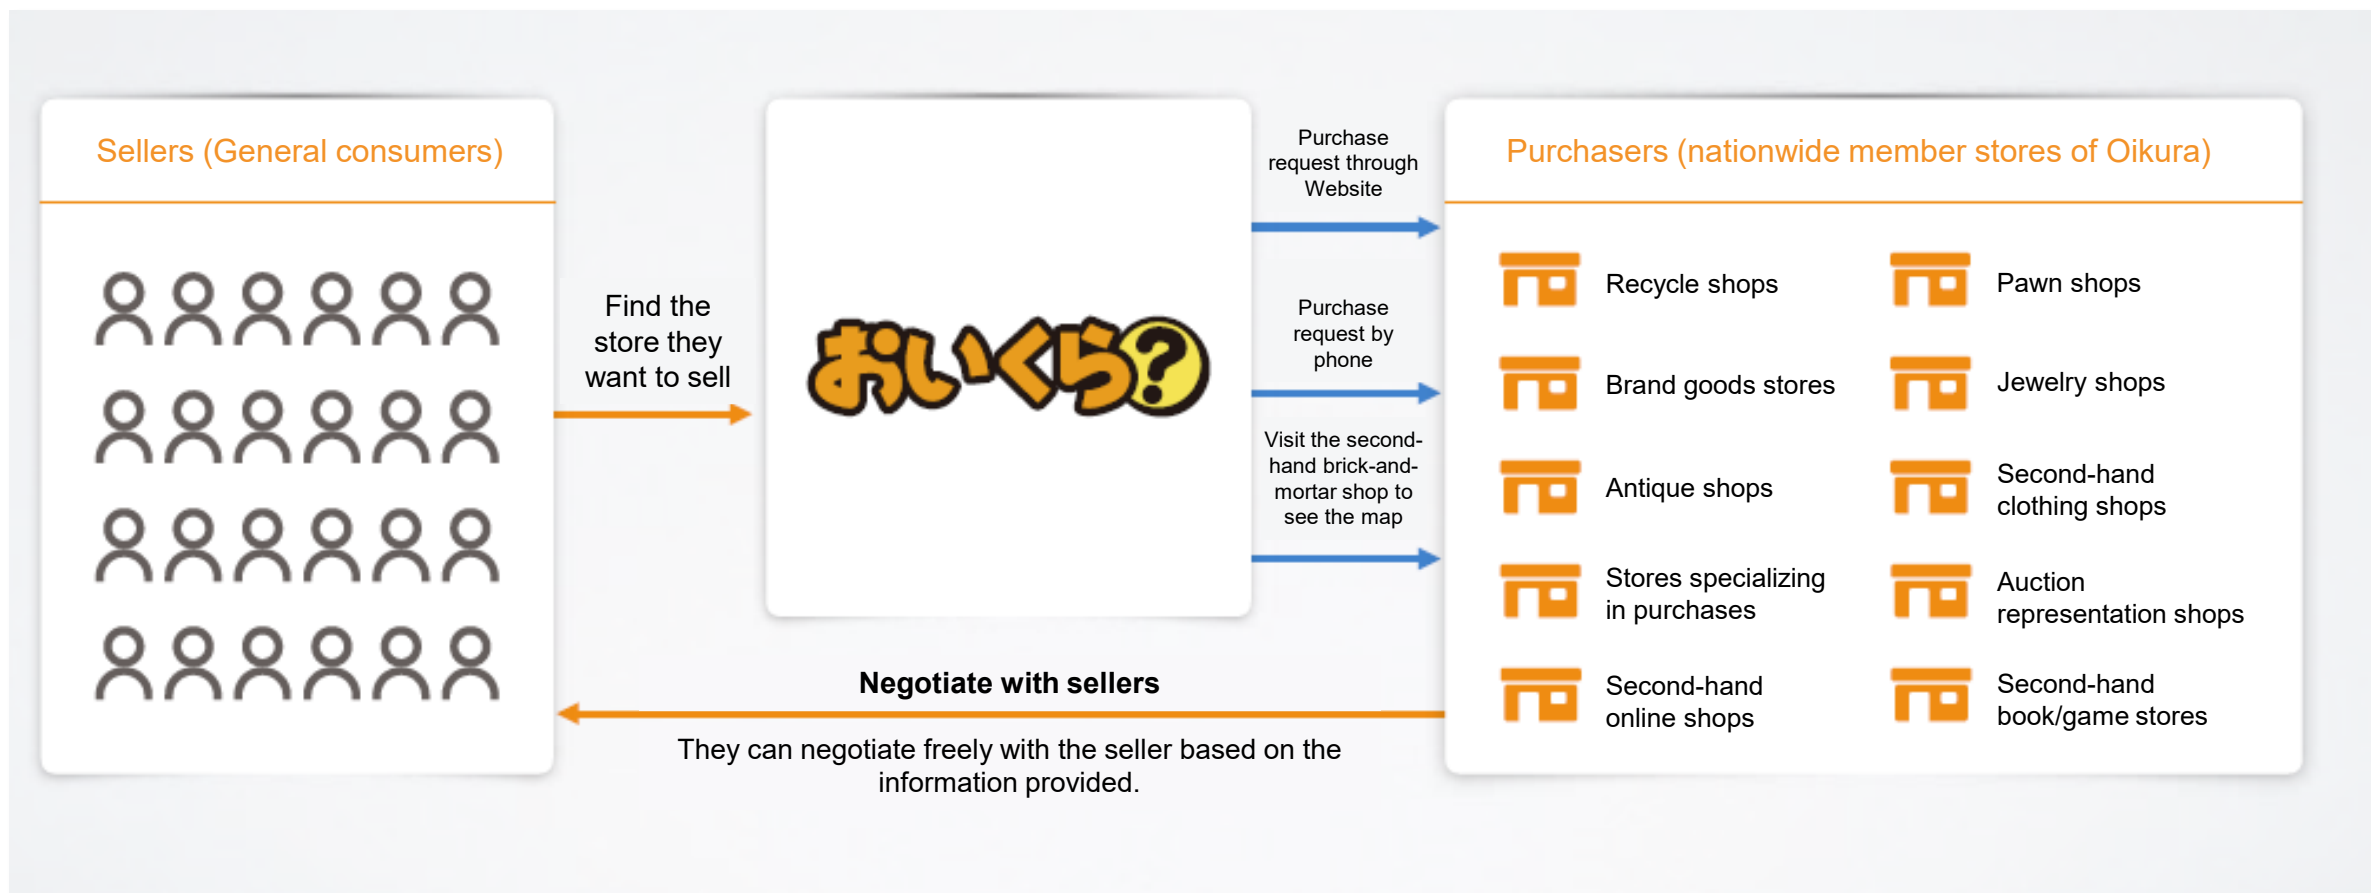 Sellers (General consumers)
Find the
store they
want to sell
おいくら?
Purchase
request through
Website
Purchase
request by
phone
Visit the second-
hand brick-and-
mortar shop to
see the map
Purchasers (nationwide member stores of Oikura)
Recycle shops
Pawn shops
Brand goods stores
Jewelry shops
Antique shops
Second-hand
clothing shops
Stores specializing
in purchases
Auction
representation shops
Second-hand
online shops
Second-hand
book/game stores
Negotiate with sellers
They can negotiate freely with the seller based on the
information provided.